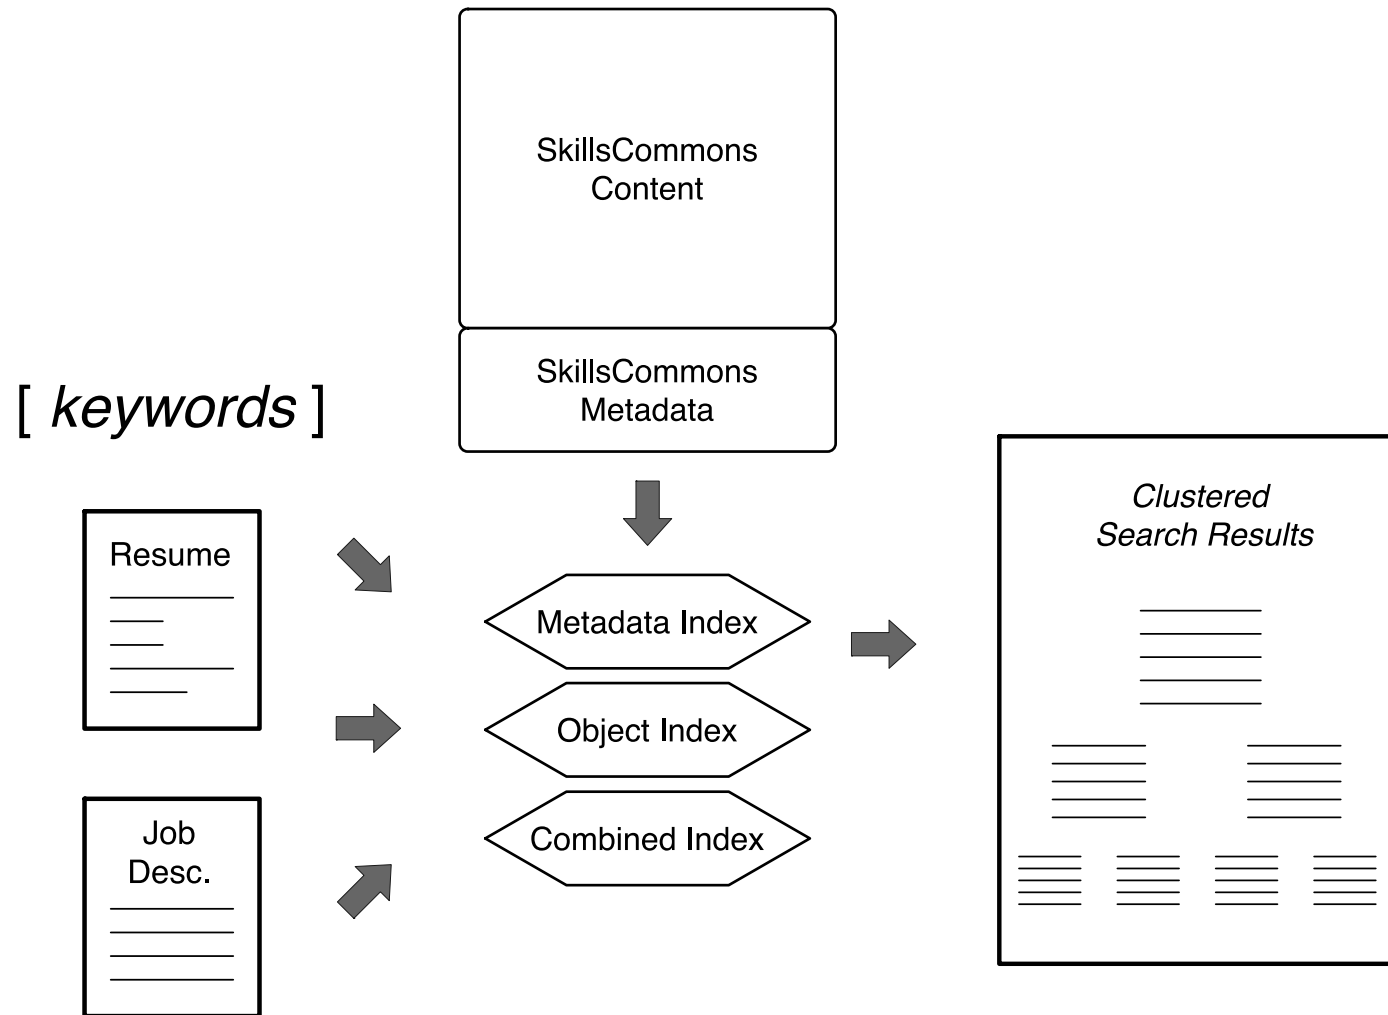 SkillsCommons
Content
SkillsCommons
Metadata
[ keywords ]
Resume
Job
Desc.
Metadata Index
Object Index
Combined Index
Clustered
Search Results